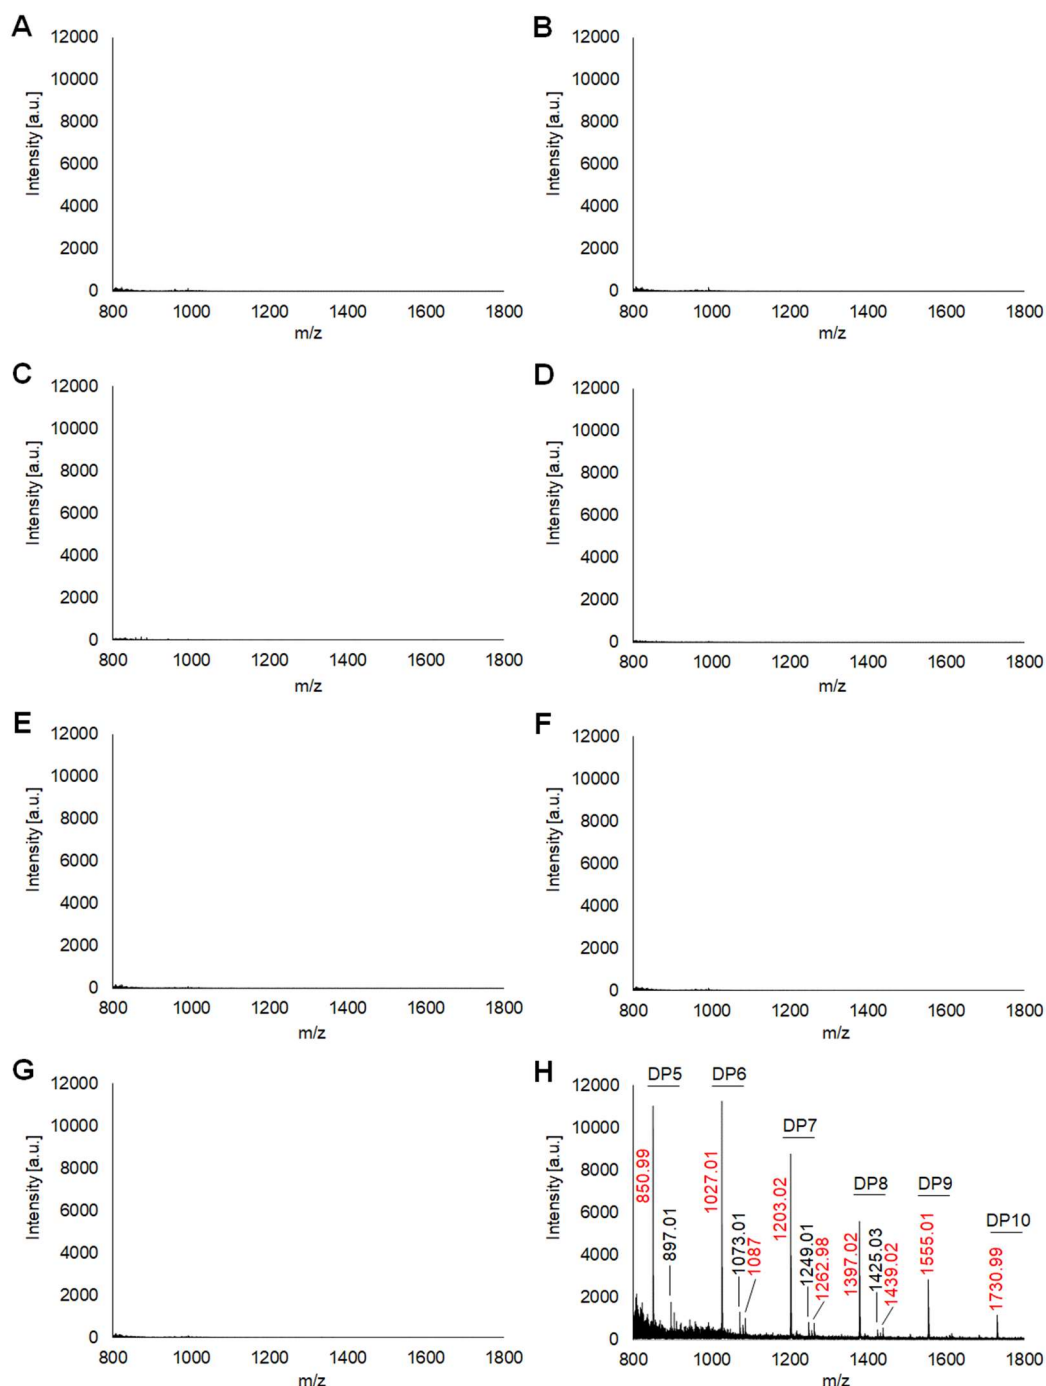 A
12000
10000
8000
6000
4000
2000
0
Intensity [a.u.]
800 1000 1200 1400 1600 1800
m/z
B
12000
10000
8000
6000
4000
2000
0
Intensity [a.u.]
800 1000 1200 1400 1600 1800
m/z
C
12000
10000
8000
6000
4000
2000
0
Intensity [a.u.]
800 1000 1200 1400 1600 1800
m/z
D
12000
10000
8000
6000
4000
2000
0
Intensity [a.u.]
800 1000 1200 1400 1600 1800
m/z
E
12000
10000
8000
6000
4000
2000
0
Intensity [a.u.]
800 1000 1200 1400 1600 1800
m/z
F
12000
10000
8000
6000
4000
2000
0
Intensity [a.u.]
800 1000 1200 1400 1600 1800
m/z
G
12000
10000
8000
6000
4000
2000
0
Intensity [a.u.]
800 1000 1200 1400 1600 1800
m/z
H
12000
10000
8000
6000
4000
2000
0
Intensity [a.u.]
DP5
DP6
DP7
DP8
DP9
DP10
850.99
897.01
1027.01
1073.01
1087
1203.02
1249.01
1262.98
1397.02
1425.03
1439.02
1555.01
1730.99
800 1000 1200 1400 1600 1800
m/z